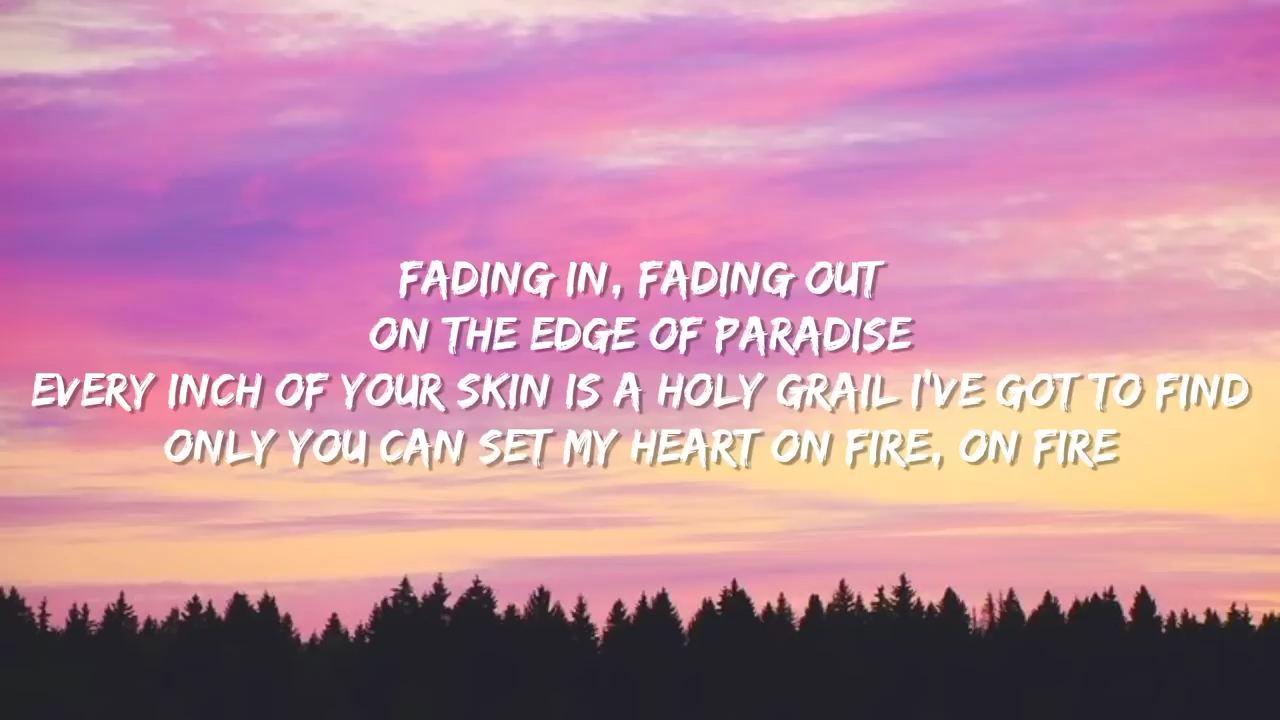 FADING IN, FADING OUT
ON THE EDGE OF PARADISE
EVERY INCH OF YOUR SKIN IS A HOLY GRAIL I'VE GOT TO FIND
ONLY YOU CAN SET MY HEART ON FIRE, ON FIRE